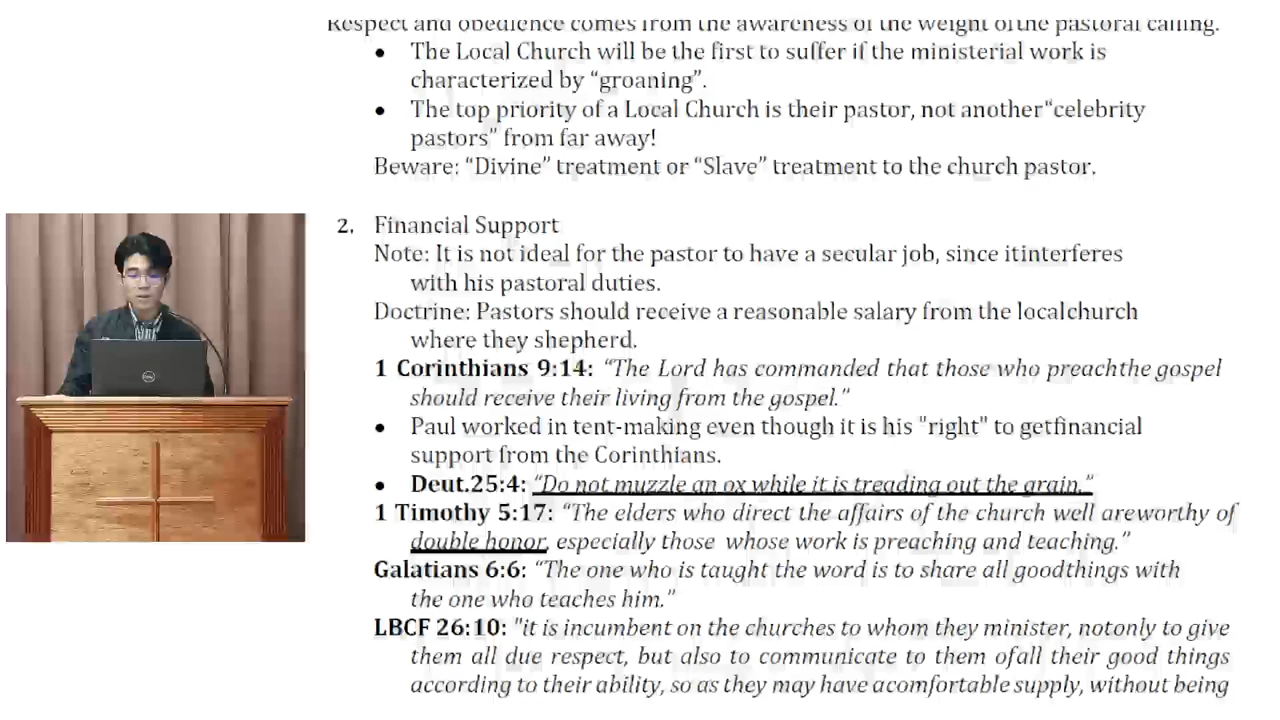 Respect and obedience comes from the awareness of the weight ofthe pastoral calling.
• The Local Church will be the first to suffer if the ministerial work is
characterized by “groaning”.
• The top priority of a Local Church is their pastor, not another“celebrity
pastors” from far away!
Beware: “Divine” treatment or “Slave” treatment to the church pastor.
2. Financial Support
Note: It is not ideal for the pastor to have a secular job, since itinterferes
with his pastoral duties.
Doctrine: Pastors should receive a reasonable salary from the localchurch
where they shepherd.
1 Corinthians 9:14: “The Lord has commanded that those who preachthe gospel
should receive their living from the gospel.”
• Paul worked in tent-making even though it is his "right" to getfinancial
support from the Corinthians.
• Deut.25:4: “Do not muzzle an ox while it is treading out the grain.”
1 Timothy 5:17: “The elders who direct the affairs of the church well areworthy of
double honor, especially those whose work is preaching and teaching.”
Galatians 6:6: “The one who is taught the word is to share all goodthings with
the one who teaches him.”
LBCF 26:10: "it is incumbent on the churches to whom they minister, notonly to give
them all due respect, but also to communicate to them ofall their good things
according to their ability, so as they may have acomfortable supply, without being
DELL